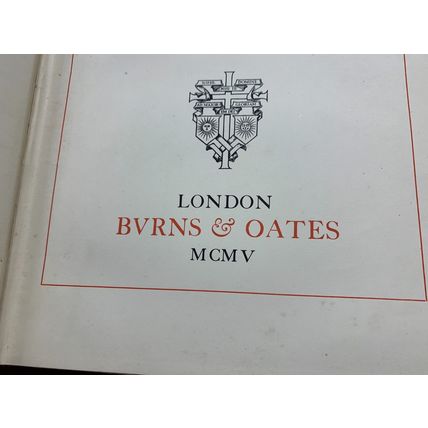 LONDON
BVRNS & OATES
MCMV